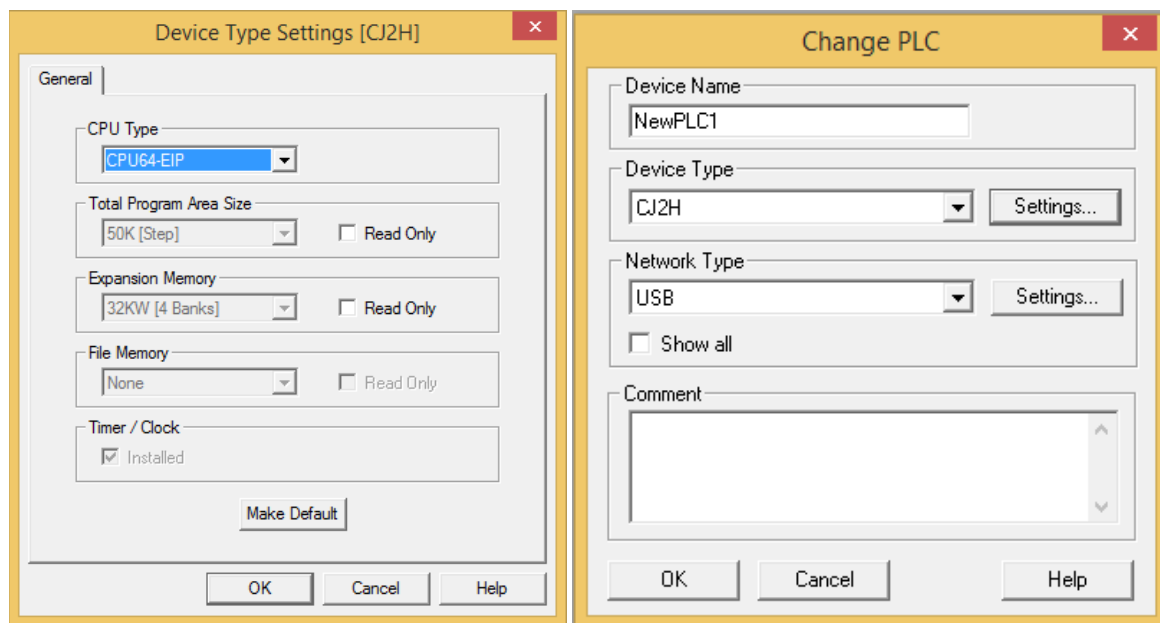 Device Type Settings [CJ2H]
General
CPU Type
CPU64-EIP
Total Program Area Size
50K [Step]
Read Only
Expansion Memory
32KW [4 Banks]
Read Only
File Memory
None
Read Only
Timer / Clock
Installed
Make Default
OK
Cancel
Help
Change PLC
Device Name
NewPLC1
Device Type
CJ2H
Settings...
Network Type
USB
Settings...
Show all
Comment
OK
Cancel
Help